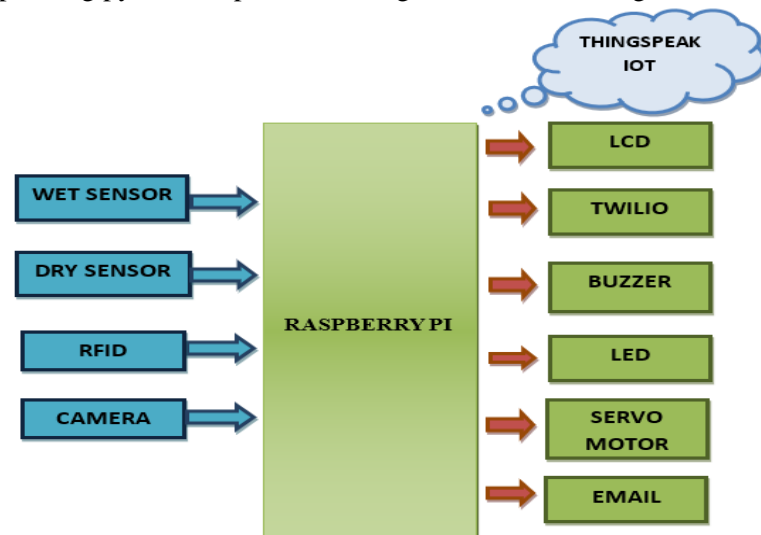 THINGSPEAK
IOT
WET SENSOR
DRY SENSOR
RFID
CAMERA
RASPBERRY PI
LCD
TWILIO
BUZZER
LED
SERVO
MOTOR
EMAIL